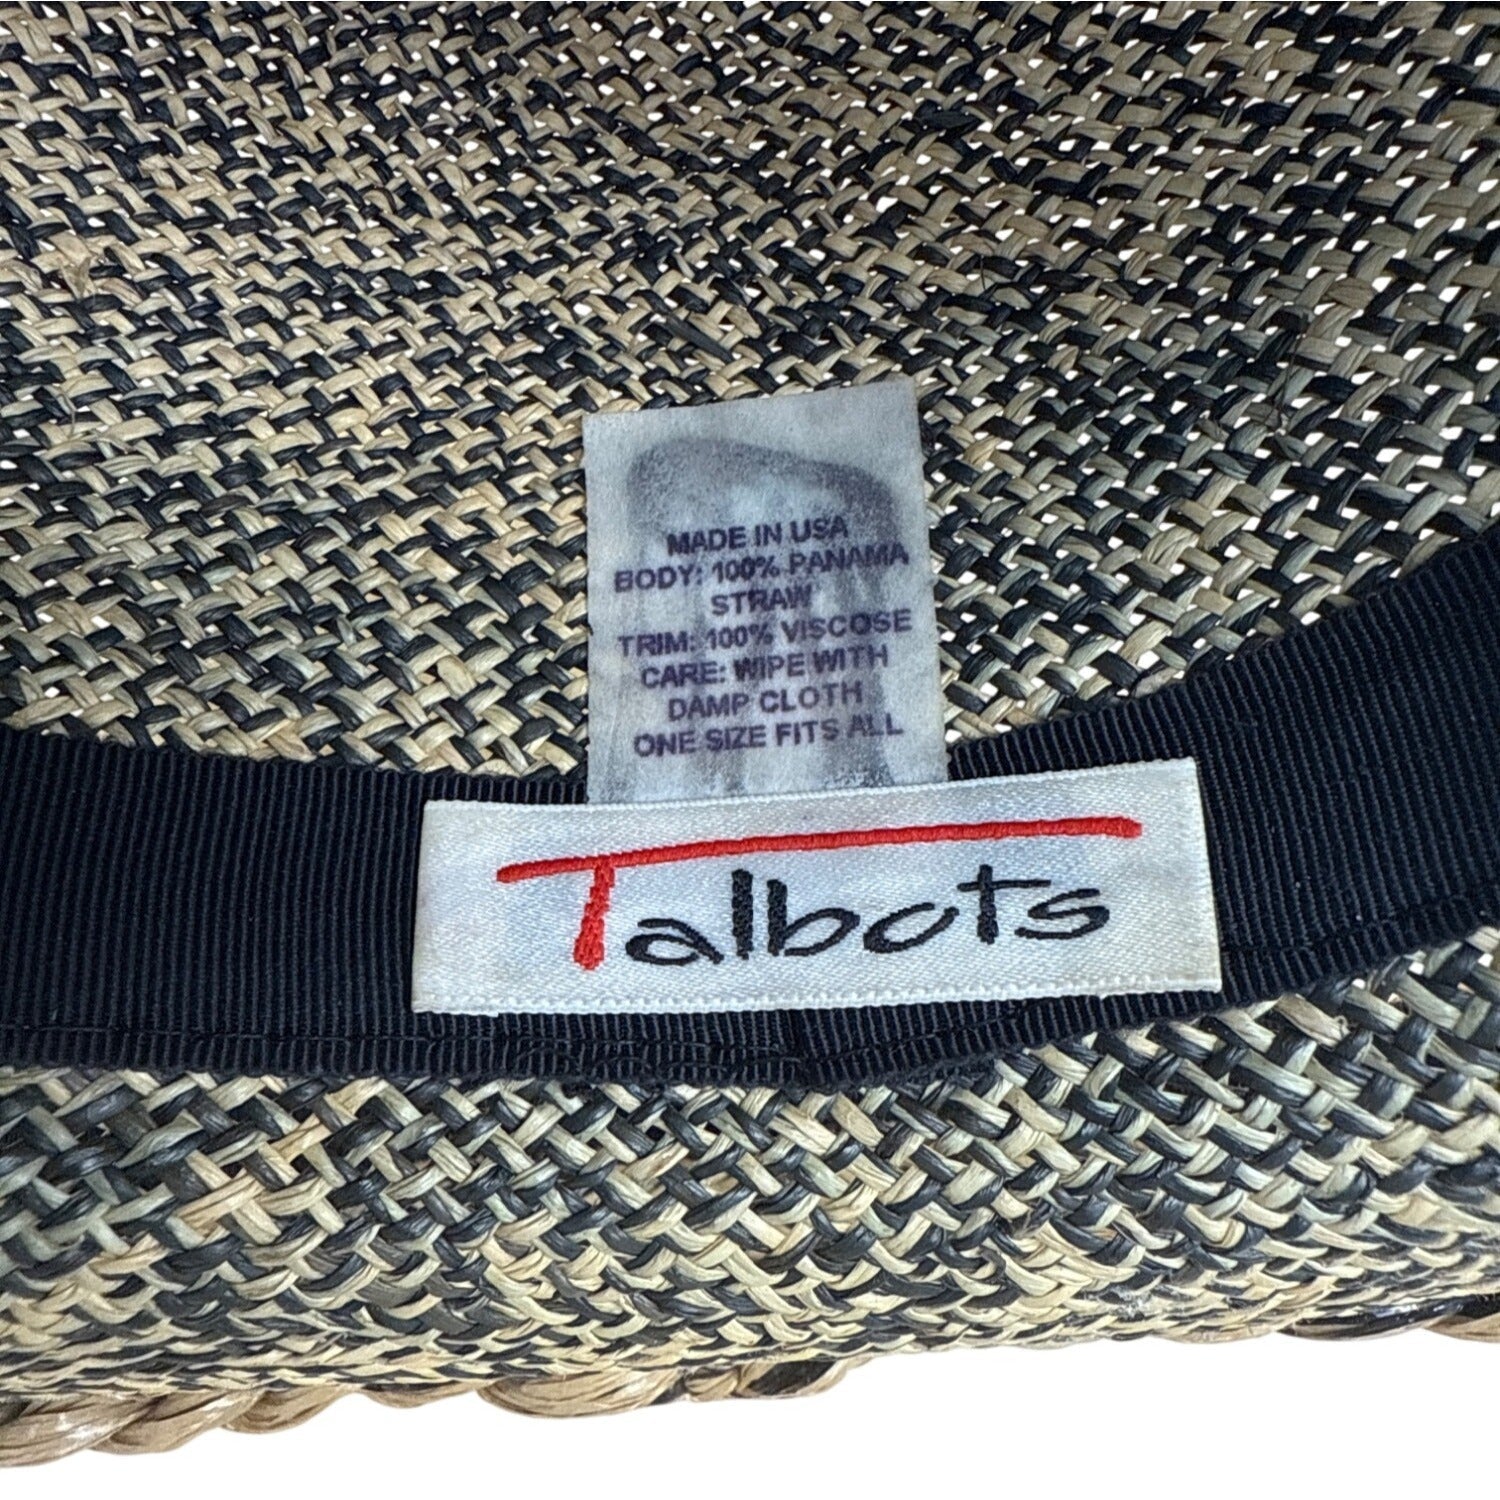 MADE IN USA
BODY: 100% PANAMA
STRAW
TRIM: 100% VISCOSE
CARE: WIPE WITH
DAMP CLOTH
ONE SIZE FITS ALL
Talbots